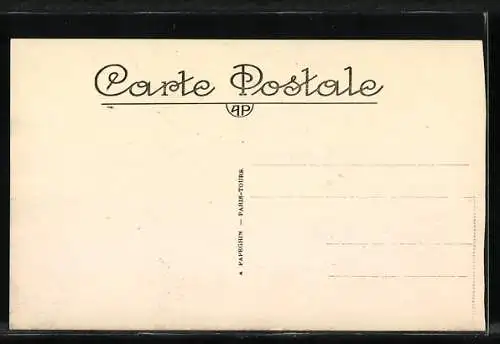 Carte Postale
AP
A PAPEGHIN — PARIS-TOURS